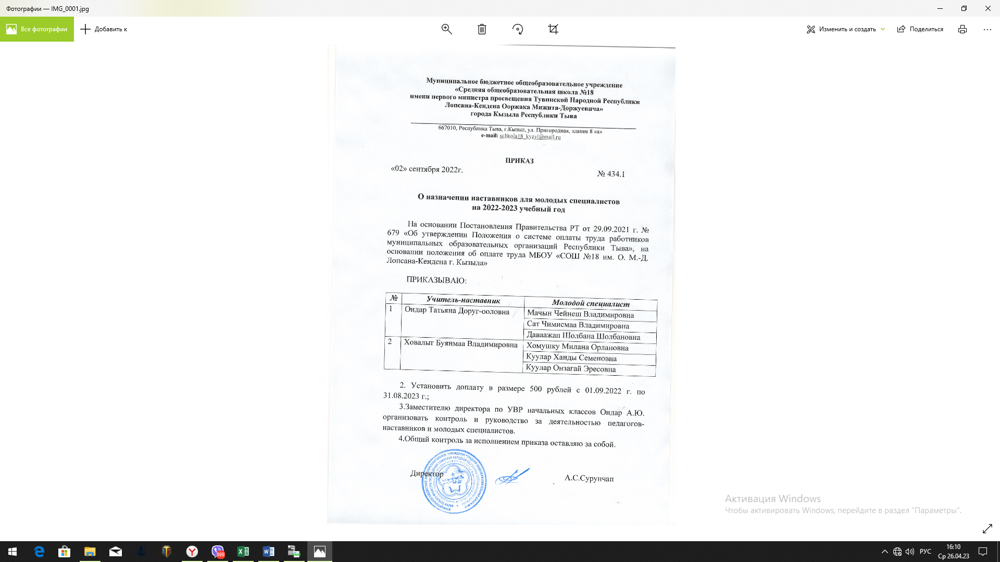 Фотографии — IMG_0001.jpg
Все фотографии
Добавить к
Изменить и создать
Поделиться
Муниципальное бюджетное общеобразовательное учреждение
«Средняя общеобразовательная школа №18
имени первого министра просвещения Тувинской Народной Республики
Лопсана-Кендена Ооржака Мижита-Доржуевича»
города Кызыла Республики Тыва
667010, Республика Тыва, г.Кызыл, ул. Пригородная, здание 8 «а»
e-mail: schkola18_kyzyl@mail.ru
ПРИКАЗ
«02» сентября 2022г.
№ 434.1
О назначении наставников для молодых специалистов
на 2022-2023 учебный год
На основании Постановления Правительства РТ от 29.09.2021 г. №
679 «Об утверждении Положения о системе оплаты труда работников
муниципальных образовательных организаций Республики Тыва», на
основании положения об оплате труда МБОУ «СОШ №18 им. О. М.-Д.
Лопсана-Кендена г. Кызыла»
ПРИКАЗЫВАЮ:
№ Учитель-наставник Молодой специалист
1 Ондар Татьяна Доруг-ооловна Мачын Чейнеш Владимировна
Сат Чимисмаа Владимировна
Даваажап Шолбана Шолбановна
2 Ховалыг Буянмаа Владимировна Хомушку Милана Орлановна
Куулар Ханды Семеновна
Куулар Онзагай Эресовна
2. Установить доплату в размере 500 рублей с 01.09.2022 г. по
31.08.2023 г.;
3.Заместителю директора по УВР начальных классов Ондар А.Ю.
организовать контроль и руководство за деятельностью педагогов-
наставников и молодых специалистов.
4.Общий контроль за исполнением приказа оставляю за собой.
Директор
А.С.Сурунчап
Активация Windows
Чтобы активировать Windows, перейдите в раздел "Параметры".
999
РУС
16:10
Ср 26.04.23